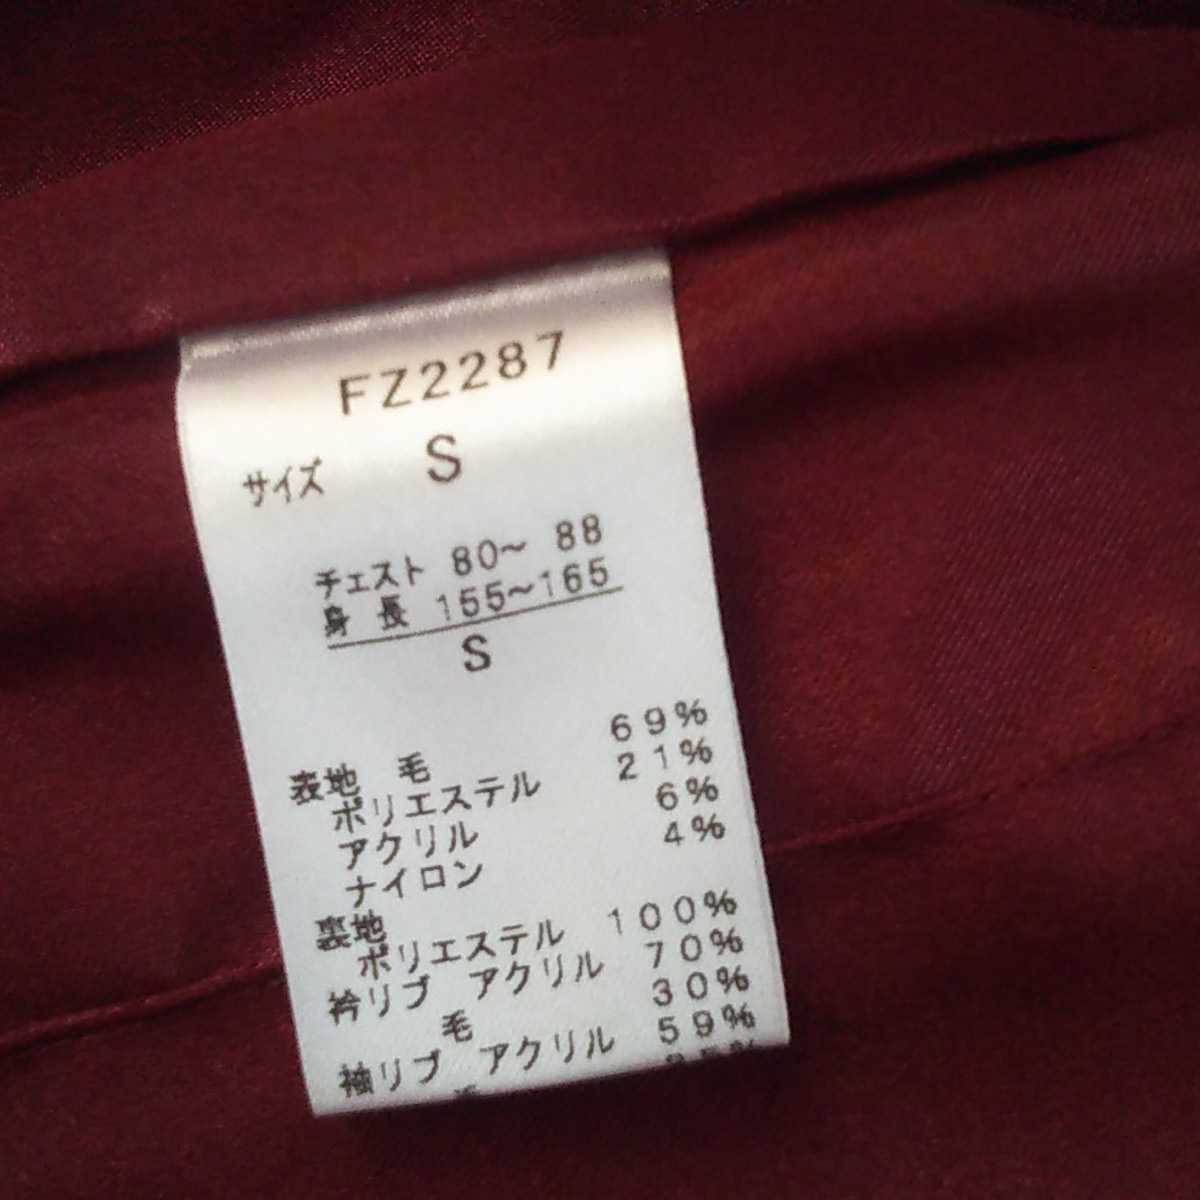 FZ2287
サイズ S
チェスト 80～ 88
身長 155～165
S
表地 毛 69%
ポリエステル 21%
アクリル 6%
ナイロン 4%
裏地
ポリエステル 100%
衿リブ アクリル 70%
毛 30%
袖リブ アクリル 59%